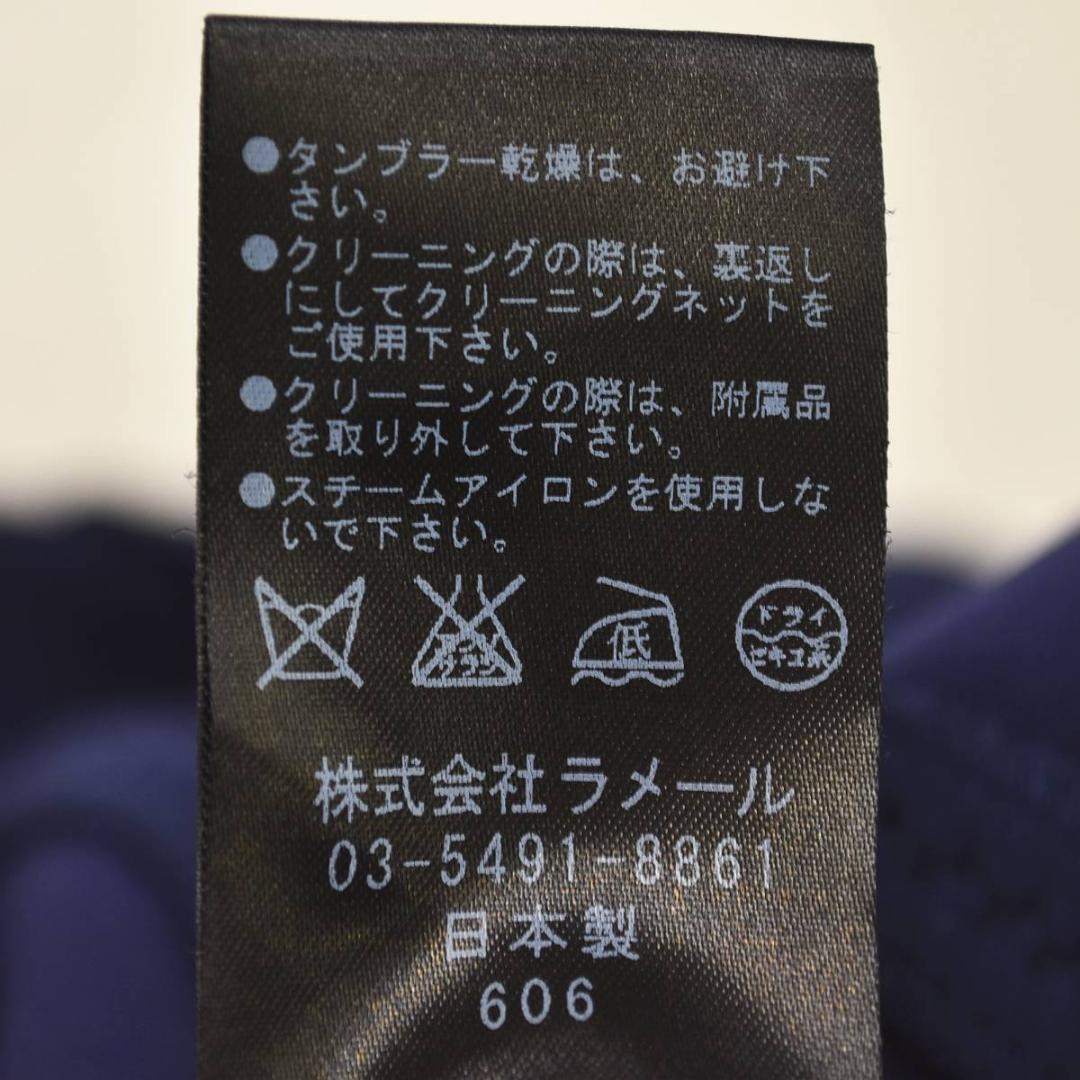 ●タンブラー乾燥は、お避け下
さい。
●クリーニングの際は、裏返し
にしてクリーニングネットを
ご使用下さい。
●クリーニングの際は、附属品
を取り外して下さい。
●スチームアイロンを使用しな
いで下さい。
低
ドライ
セキユ系
株式会社ラメール
03-5491-8861
日本製
606